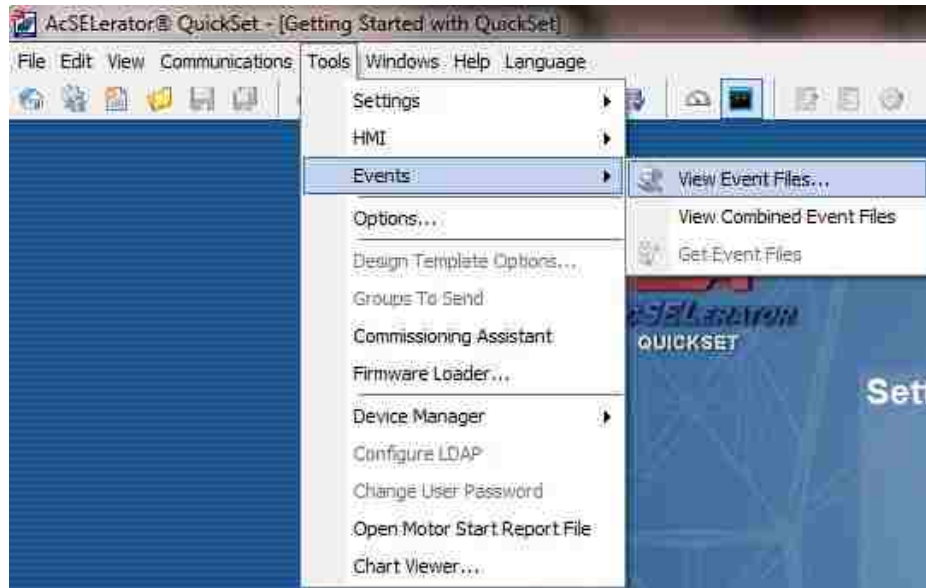 AcSELerator® QuickSet - [Getting Started with QuickSet]
File Edit View Communications Tools Windows Help Language
Settings
HMI
Events
View Event Files...
View Combined Event Files
Get Event Files
Options...
Design Template Options...
Groups To Send
Commissioning Assistant
Firmware Loader...
Device Manager
Configure LDAP
Change User Password
Open Motor Start Report File
Chart Viewer...
QUICKSET